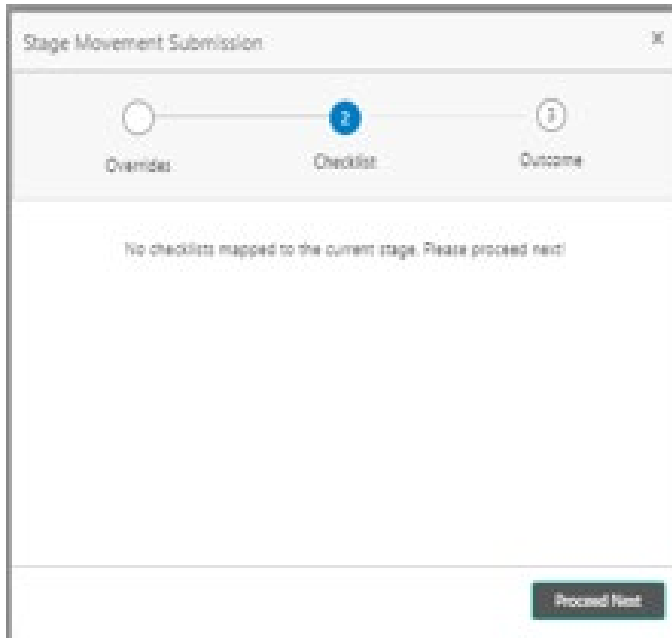 Stage Movement Submission
X
2
3
Overrides
Checklist
Outcome
No checklists mapped to the current stage. Please proceed next!
Proceed Next